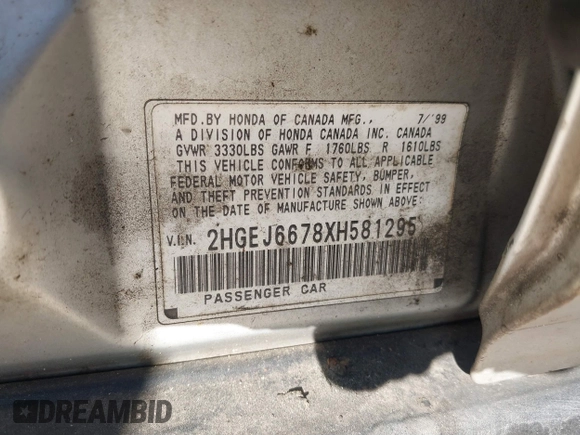 MFD.BY HONDA OF CANADA MFG., 7/'99
A DIVISION OF HONDA CANADA INC. CANADA
GVWR 3330LBS GAWR F 1760LBS R 1610LBS
THIS VEHICLE CONFORMS TO ALL APPLICABLE
FEDERAL MOTOR VEHICLE SAFETY, BUMPER,
AND THEFT PREVENTION STANDARDS IN EFFECT
ON THE DATE OF MANUFACTURE SHOWN ABOVE:
V.I.N. 2HGEJ6678XH581295
PASSENGER CAR
DREAMBID